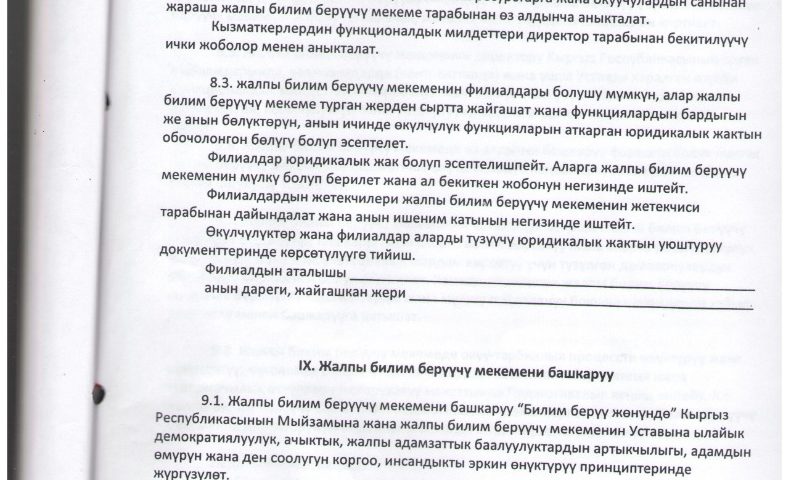 жана окуучулардын санынан
жараша жалпы билим берүүчү мекеме тарабынан өз алдынча аныкталат.
Кызматкерлердин функционалдык милдеттери директор тарабынан бекитилүүчү
ички жоболор менен аныкталат.
8.3. жалпы билим берүүчү мекеменин филиалдары болушу мүмкүн, алар жалпы
билим берүүчү мекеме турган жерден сыртта жайгашат жана функциялардын бардыгын
же анын бөлүктөрүн, анын ичинде өкүлчүлүк функцияларын аткарган юридикалык жактын
обочолонгон бөлүгү болуп эсептелет.
Филиалдар юридикалык жак болуп эсептелишпейт. Аларга жалпы билим берүүчү
мекеменин мүлкү болуп берилет жана ал бекиткен жобонун негизинде иштейт.
Филиалдардын жетекчилери жалпы билим берүүчү мекеменин жетекчиси
тарабынан дайындалат жана анын ишеним катынын негизинде иштейт.
Өкүлчүлүктөр жана филиалдар аларды түзүүчү юридикалык жактын уюштуруу
документтеринде көрсөтүлүүгө тийиш.
Филиалдын аталышы
анын дареги, жайгашкан жери
IX. Жалпы билим берүүчү мекемени башкаруу
9.1. Жалпы билим берүүчү мекемени башкаруу “Билим берүү жөнүндө” Кыргыз
Республикасынын Мыйзамына жана жалпы билим берүүчү мекеменин Уставына ылайык
демократиялуулук, ачыктык, жалпы адамзаттык баалуулуктардын артыкчылыгы, адамдын
өмүрүн жана ден соолугун коргоо, инсандыкты эркин өнүктүрүү принциптеринде
жүргүзүлөт.